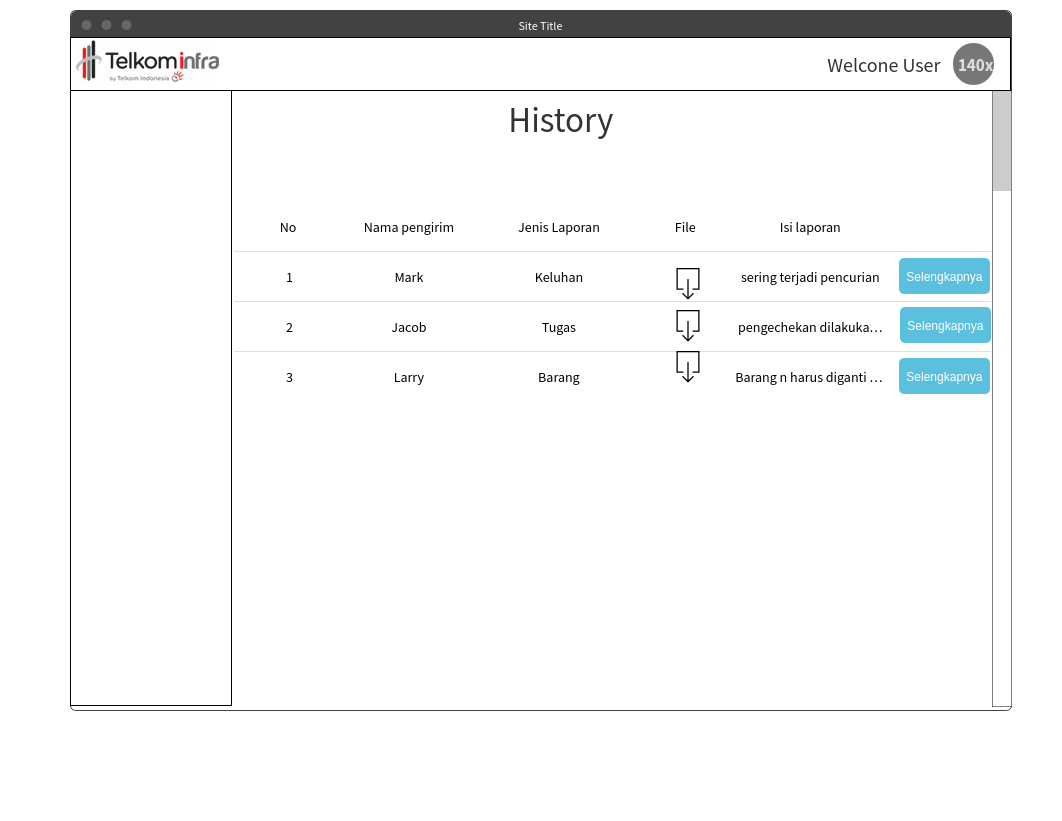 Site Title
Telkominfra
by Telkom Indonesia
Welcone User 140x
History
No Nama pengirim Jenis Laporan File Isi laporan
1 Mark Keluhan sering terjadi pencurian Selengkapnya
2 Jacob Tugas pengechekan dilakuka... Selengkapnya
3 Larry Barang Barang n harus diganti ... Selengkapnya